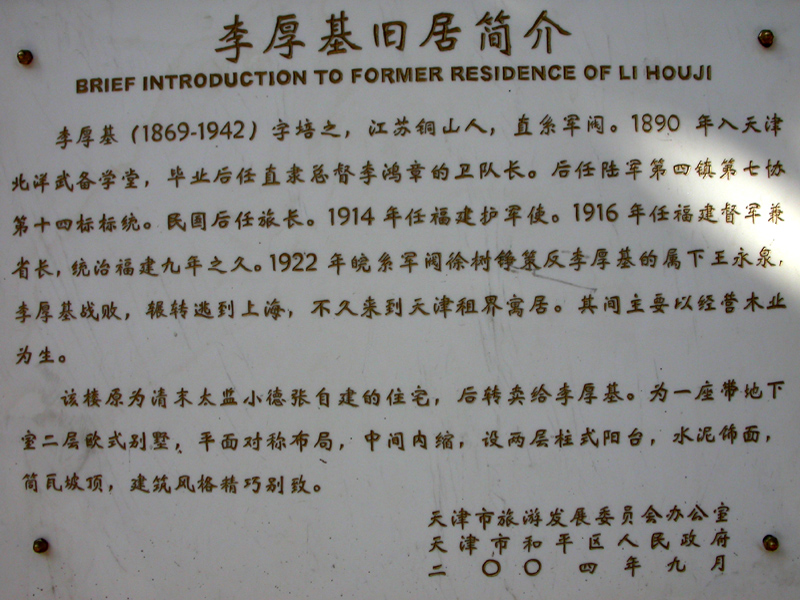 李厚基旧居简介
BRIEF INTRODUCTION TO FORMER RESIDENCE OF LI HOUJI
李厚基（1869-1942）字培之，江苏铜山人，直系军阀。1890 年入天津
北洋武备学堂，毕业后任直隶总督李鸿章的卫队长。后任陆军第四镇第七协
第十四标标统。民国后任旅长。1914 年任福建护军使。1916 年任福建督军兼
省长，统治福建九年之久。1922 年皖系军阀徐树铮策反李厚基的属下王永泉，
李厚基战败，辗转逃到上海，不久来到天津租界寓居。其间主要以经营木业
为生。
该楼原为清末太监小德张自建的住宅，后转卖给李厚基。为一座带地下
室二层欧式别墅，平面对称布局，中间内缩，设两层柱式阳台，水泥饰面，
筒瓦坡顶，建筑风格精巧别致。
天津市旅游发展委员会办公室
天津市和平区人民政府
二〇〇四年九月